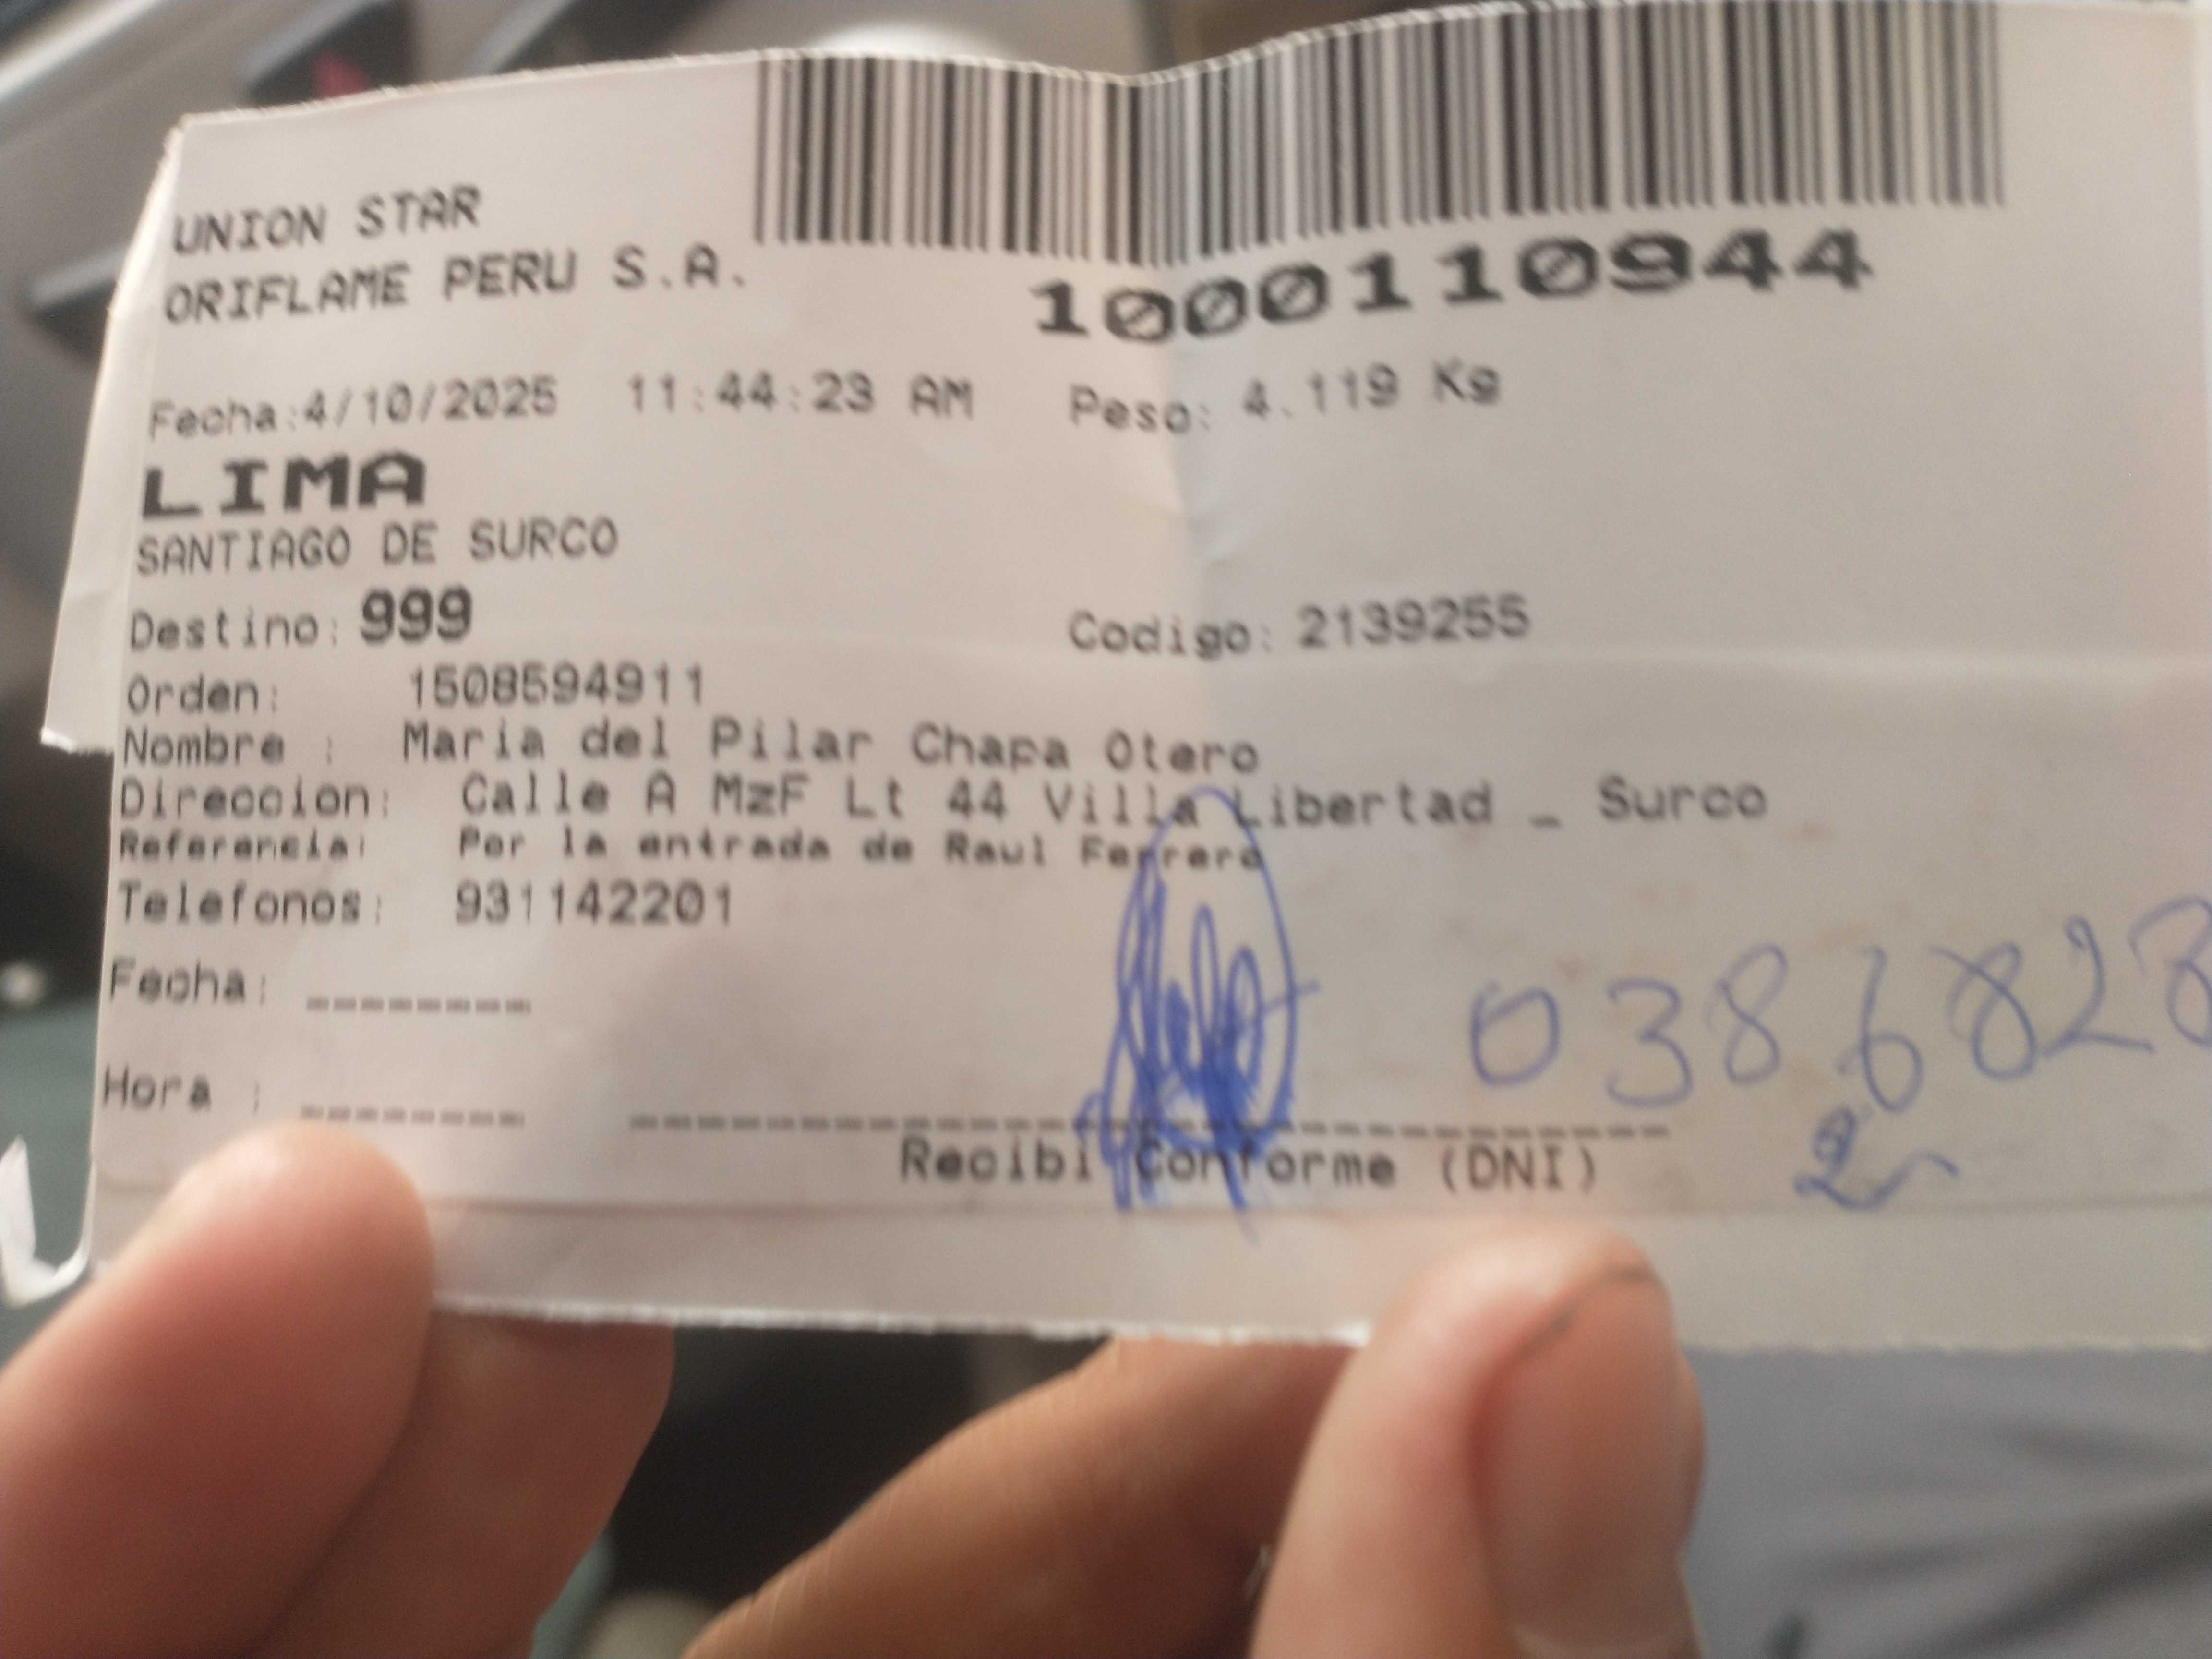 UNION STAR
ORIFLAME PERU S.A.
1000110944
Fecha:4/10/2025 11:44:23 AM Peso: 4.119 Kg
LIMA
SANTIAGO DE SURCO
Destino: 999 Codigo: 2139255
Orden: 1508594911
Nombre : Maria del Pilar Chapa Otero
Direccion: Calle A MzF Lt 44 Villa Libertad _ Surco
Referencia: Por la entrada de Raul Ferrero
Telefonos: 931142201
Fecha: ________
Hora : ________
0386828
2
Recibi Conforme (DNI)